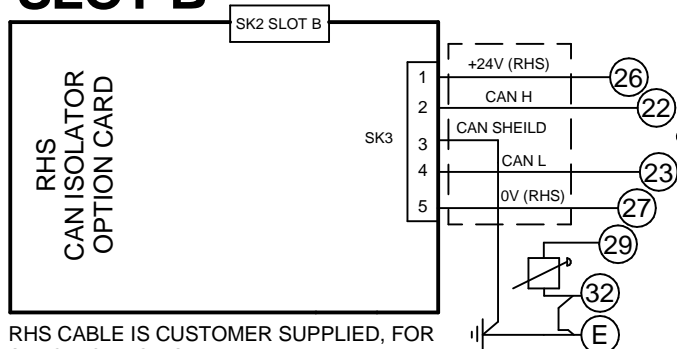 SLOT B
SK2 SLOT B
RHS
CAN ISOLATOR
OPTION CARD
SK3
1
+24V (RHS)
26
2
CAN H
22
3
CAN SHEILD
4
CAN L
23
5
0V (RHS)
27
29
32
E
RHS CABLE IS CUSTOMER SUPPLIED, FOR